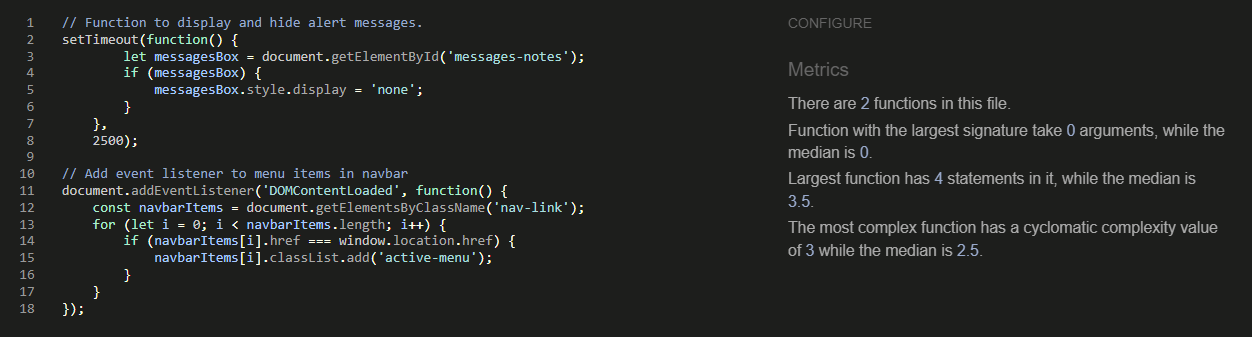 1 // Function to display and hide alert messages.
2 setTimeout(function() {
3         let messagesBox = document.getElementById('messages-notes');
4         if (messagesBox) {
5             messagesBox.style.display = 'none';
6         }
7     },
8     2500);
9
10 // Add event listener to menu items in navbar
11 document.addEventListener('DOMContentLoaded', function() {
12     const navbarItems = document.getElementsByClassName('nav-link');
13     for (let i = 0; i < navbarItems.length; i++) {
14         if (navbarItems[i].href === window.location.href) {
15             navbarItems[i].classList.add('active-menu');
16         }
17     }
18 });
CONFIGURE
Metrics
There are 2 functions in this file.
Function with the largest signature take 0 arguments, while the
median is 0.
Largest function has 4 statements in it, while the median is
3.5.
The most complex function has a cyclomatic complexity value
of 3 while the median is 2.5.